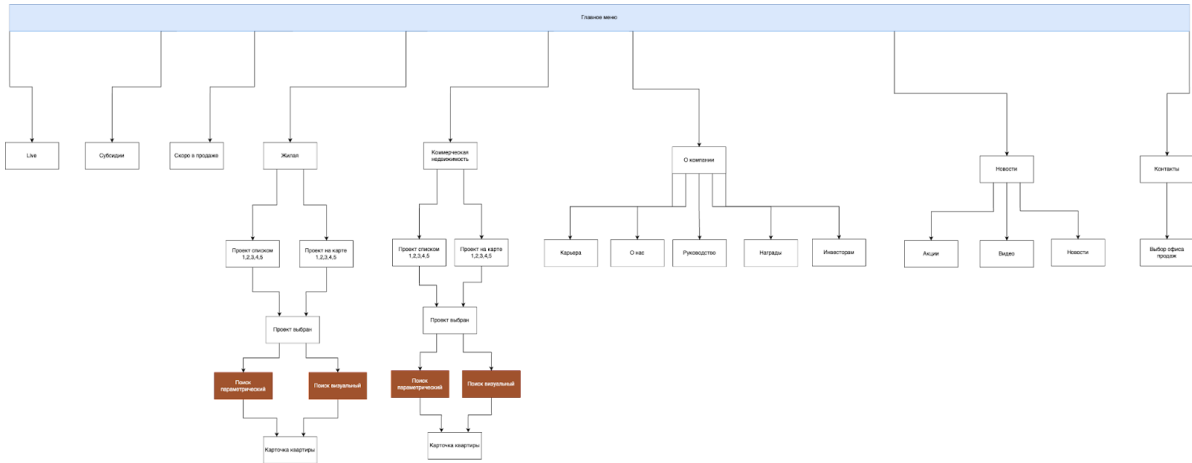 Главное меню
Live
Субсидии
Скоро в продаже
Жилая
Коммерческая
недвижимость
О компании
Новости
Контакты
Проект списком
1,2,3,4,5
Проект на карте
1,2,3,4,5
Проект списком
1,2,3,4,5
Проект на карте
1,2,3,4,5
Карьера
О нас
Руководство
Награды
Инвесторам
Акции
Видео
Новости
Выбор офиса
продаж
Проект выбран
Проект выбран
Поиск
параметрический
Поиск визуальный
Поиск
параметрический
Поиск визуальный
Карточка квартиры
Карточка квартиры